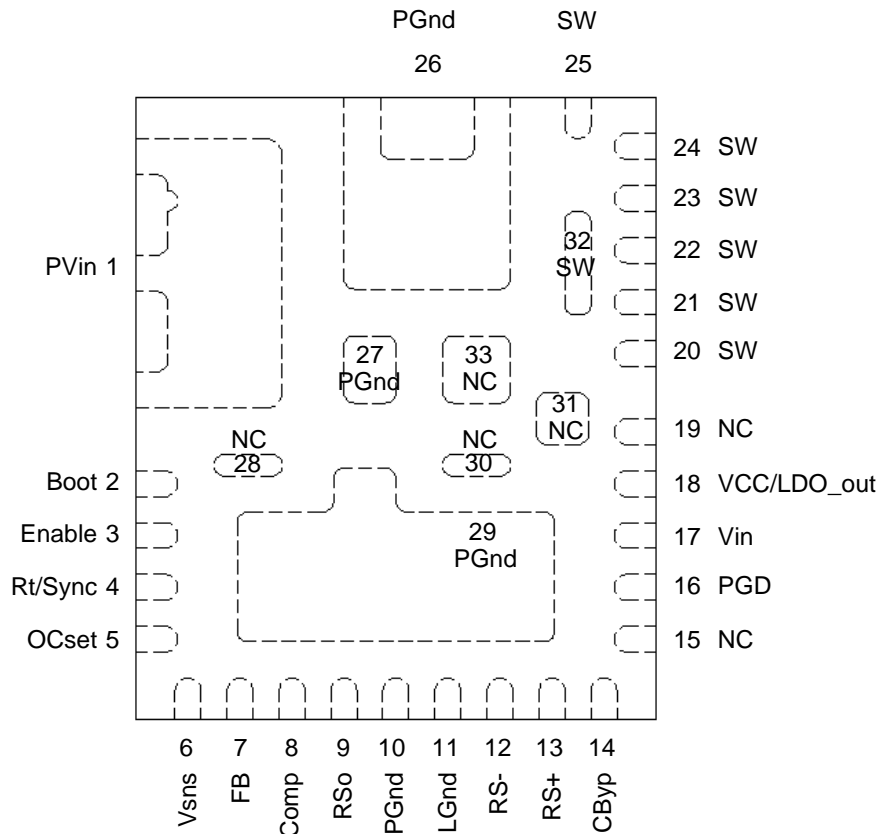 PGnd SW
26 25
24 SW
23 SW
32
SW
22 SW
PVin 1
21 SW
20 SW
27
PGnd
33
NC
31
NC
19 NC
NC
28
NC
30
Boot 2
18 VCC/LDO_out
Enable 3
29
PGnd
17 Vin
Rt/Sync 4
16 PGD
OCset 5
15 NC
6 7 8 9 10 11 12 13 14
Vsns
FB
Comp
RSo
PGnd
LGnd
RS-
RS+
CByp